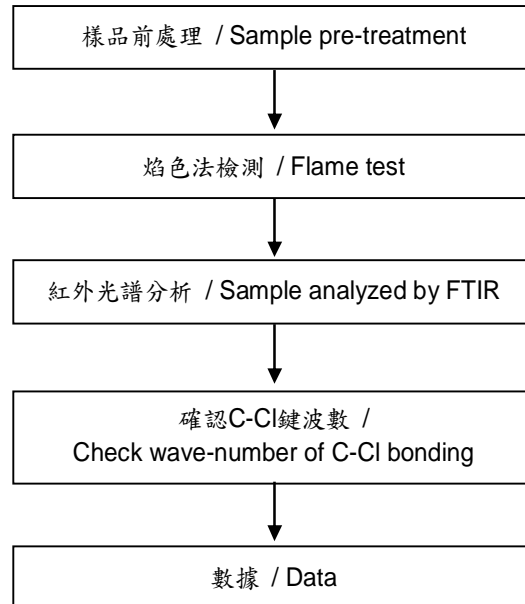 樣品前處理 / Sample pre-treatment
焰色法檢測 / Flame test
紅外光譜分析 / Sample analyzed by FTIR
確認C-Cl鍵波數 /
Check wave-number of C-Cl bonding
數據 / Data